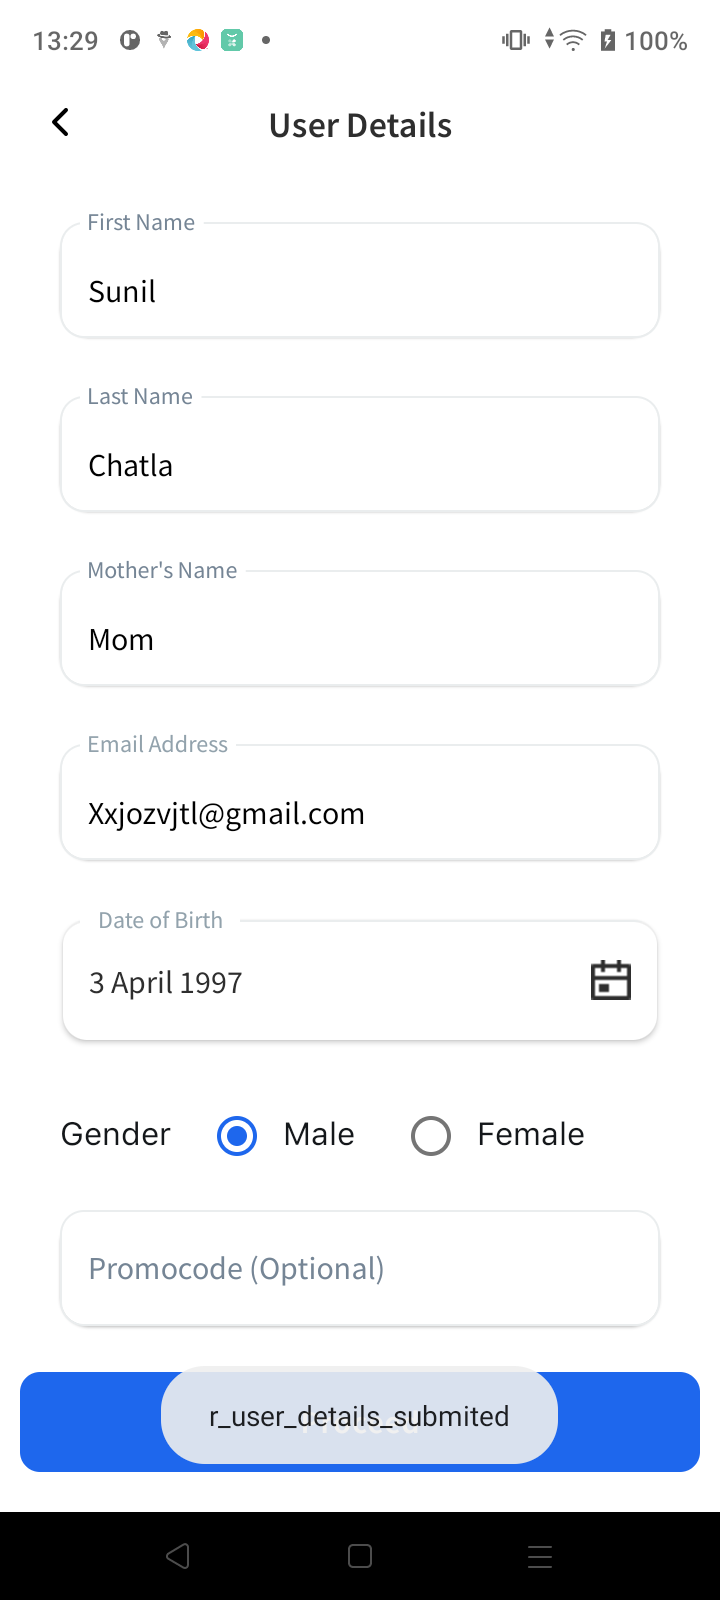 13:29 100%
User Details
First Name
Sunil
Last Name
Chatla
Mother's Name
Mom
Email Address
Xxjozvjtl@gmail.com
Date of Birth
3 April 1997
Gender Male Female
Promocode (Optional)
r_user_details_submited